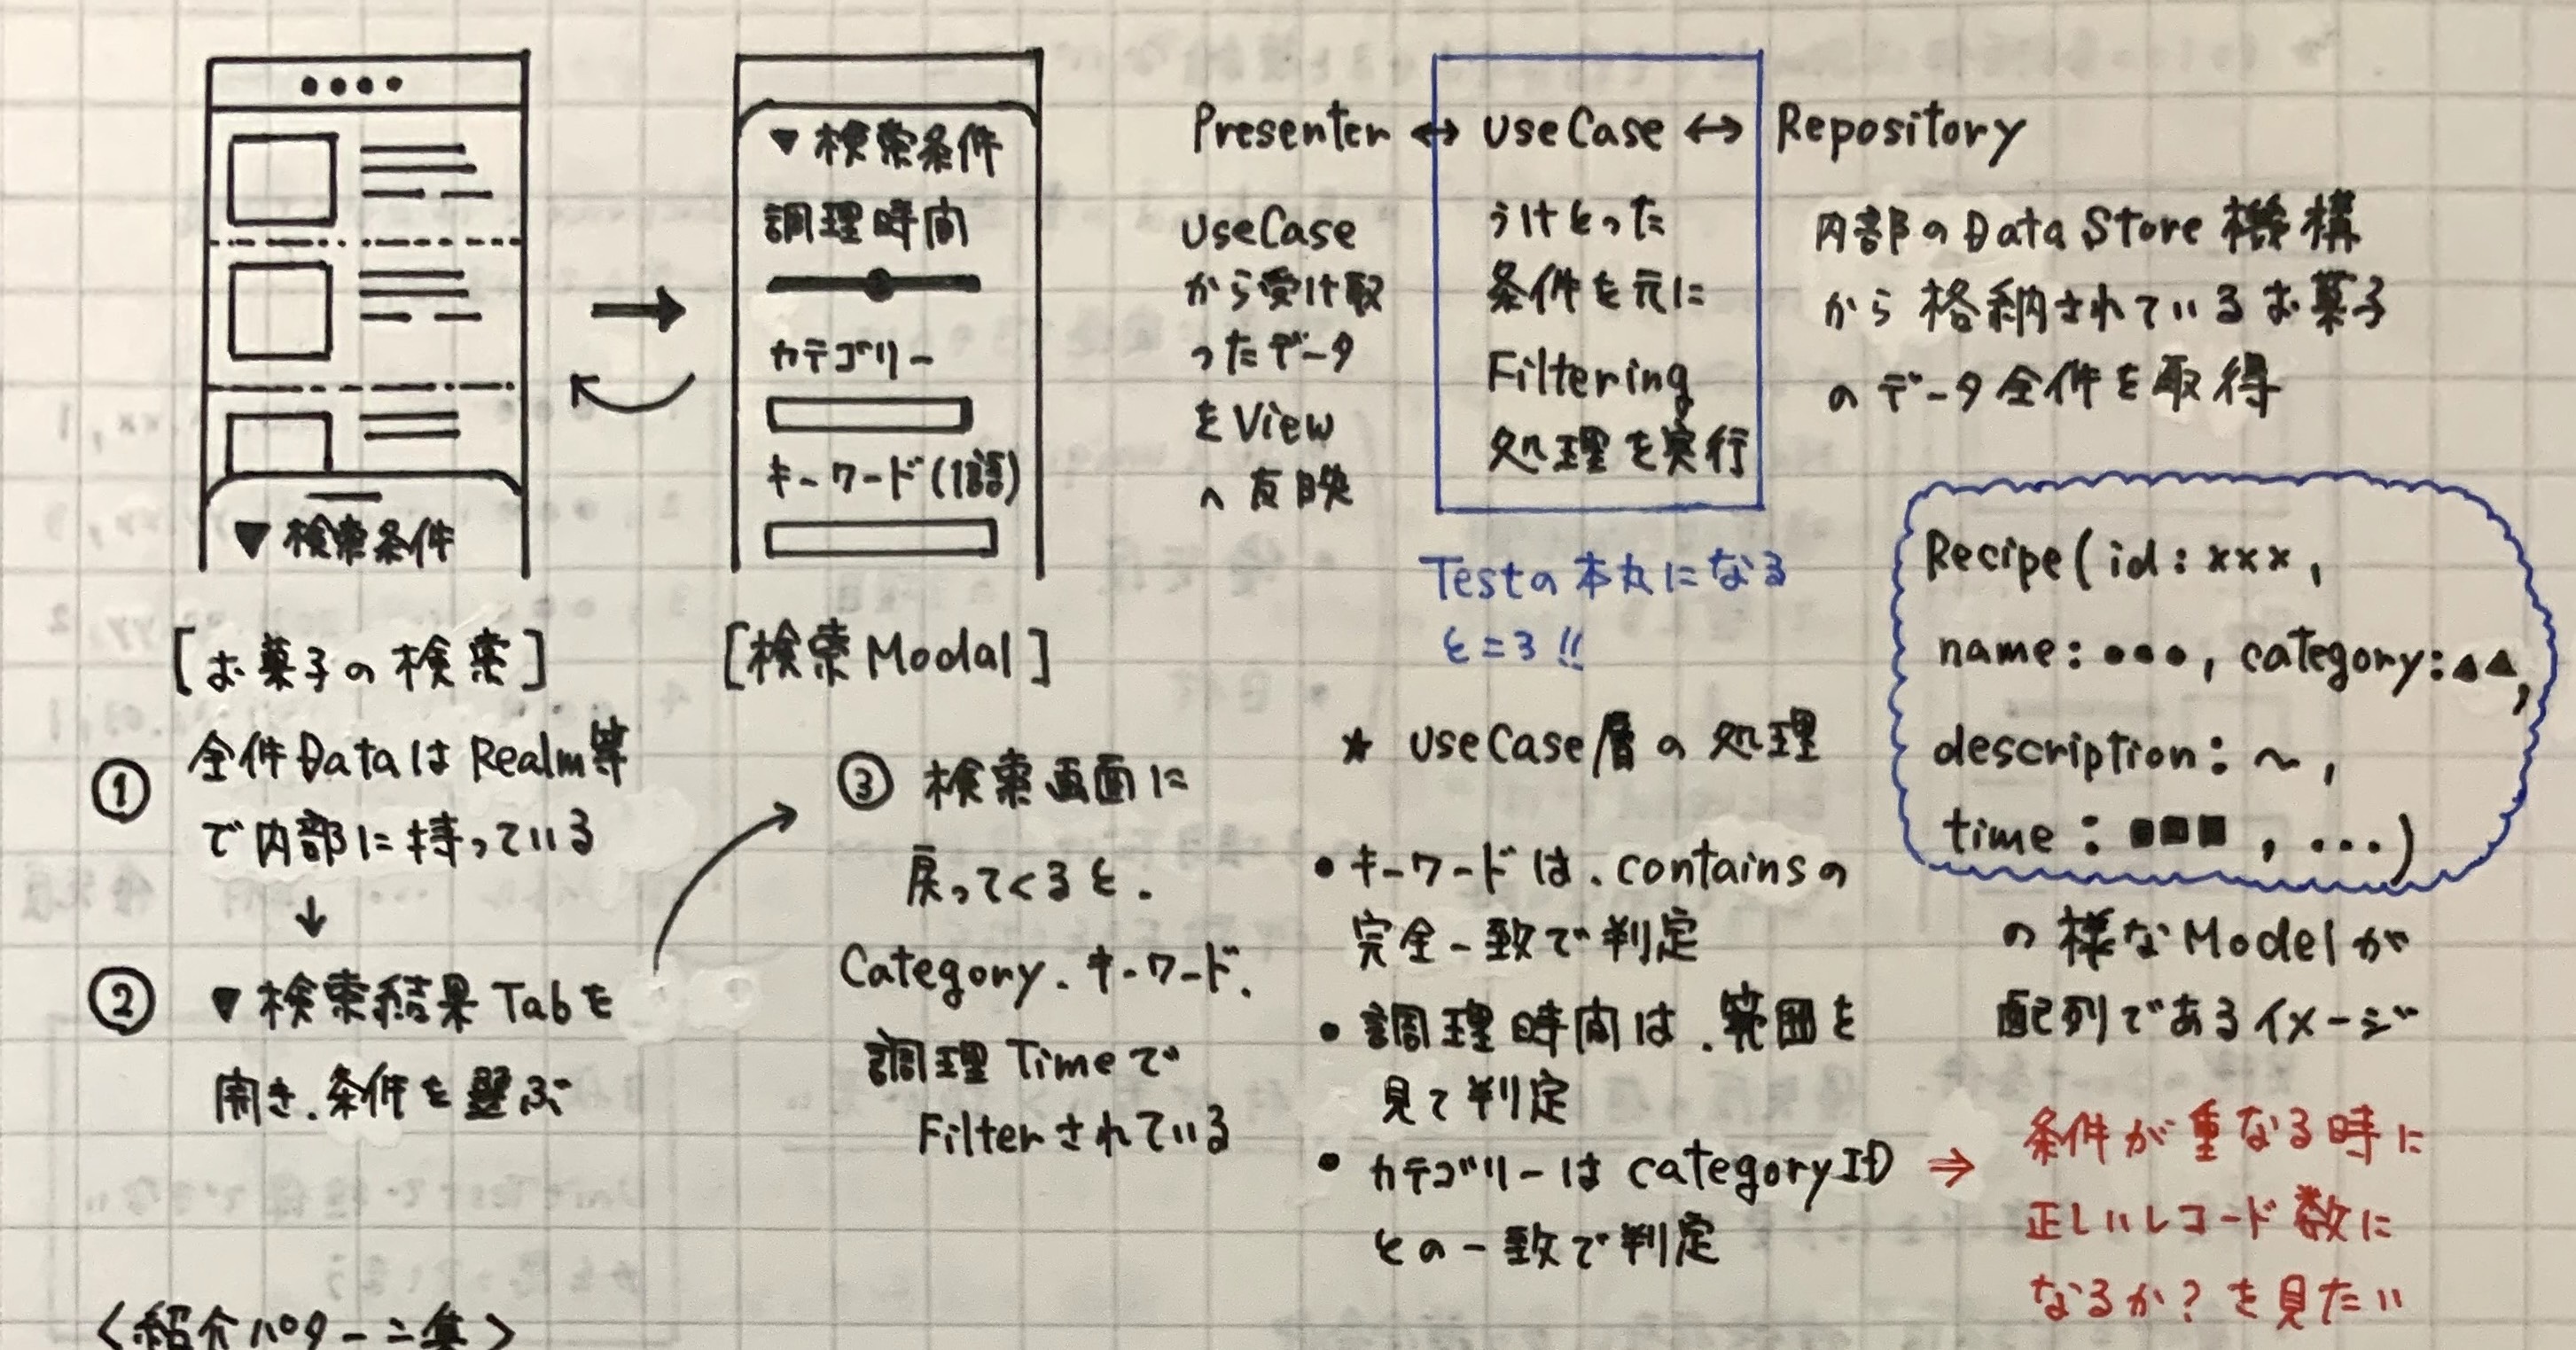 ●●●●
▼検索条件
[お菓子の検索]
▼検索条件
調理時間
カテゴリー
キーワード(1語)
[検索Modal]
① 全件DataはRealm等
で内部に持っている
↓
② ▼検索結果Tabを
開き、条件を選ぶ
③ 検索画面に
戻ってくると、
Category、キーワード、
調理Timeで
Filterされている
Presenter ↔ UseCase ↔ Repository
UseCase
から受け取
ったデータ
をView
へ反映
うけとった
条件を元に
Filtering
処理を実行
Testの本丸になる
ところ!!
内部のDataStore機構
から格納されているお菓子
のデータ全件を取得
Recipe(id: xxx,
name: ●●●, category:▲▲,
description: 〜,
time: ■■■, ...)
の様なModelが
配列であるイメージ
★ UseCase層の処理
• キーワードは、containsの
完全一致で判定
• 調理時間は、範囲を
見て判定
• カテゴリーはcategoryID
との一致で判定
⇒ 条件が重なる時に
正しいレコード数に
なるか?を見たい
<紹介パターン集>